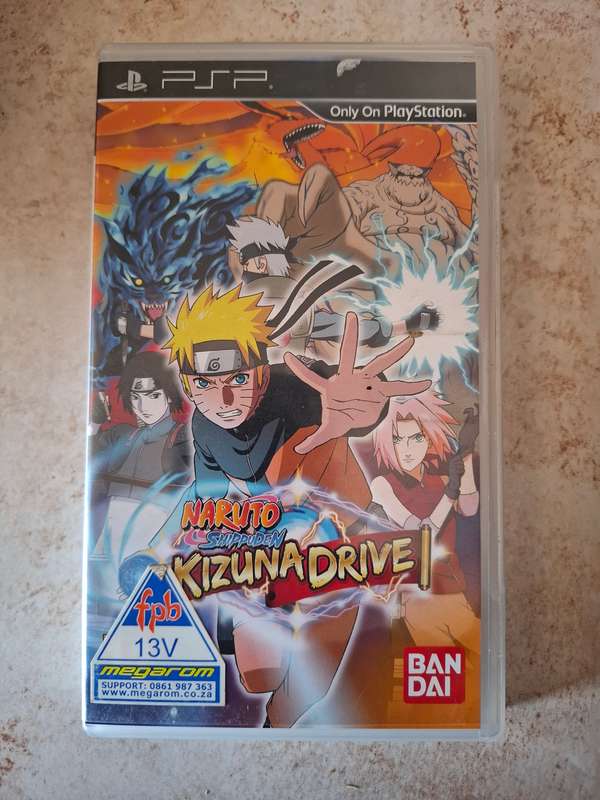 PSP
Only On PlayStation
NARUTO
SHIPPUDEN
KIZUNA DRIVE
fpb
13V
megarom
SUPPORT: 0861 987 363
www.megarom.co.za
BAN
DAI